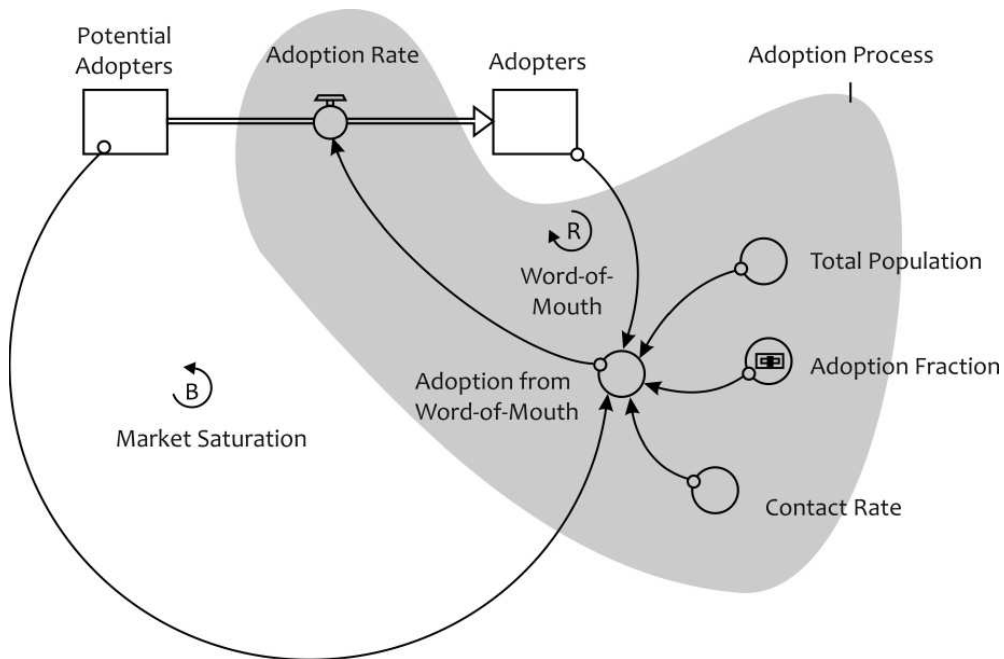 Potential
Adopters
Adoption Rate
Adopters
Adoption Process
R
Word-of-
Mouth
Total Population
Adoption from
Word-of-Mouth
Adoption Fraction
B
Market Saturation
Contact Rate